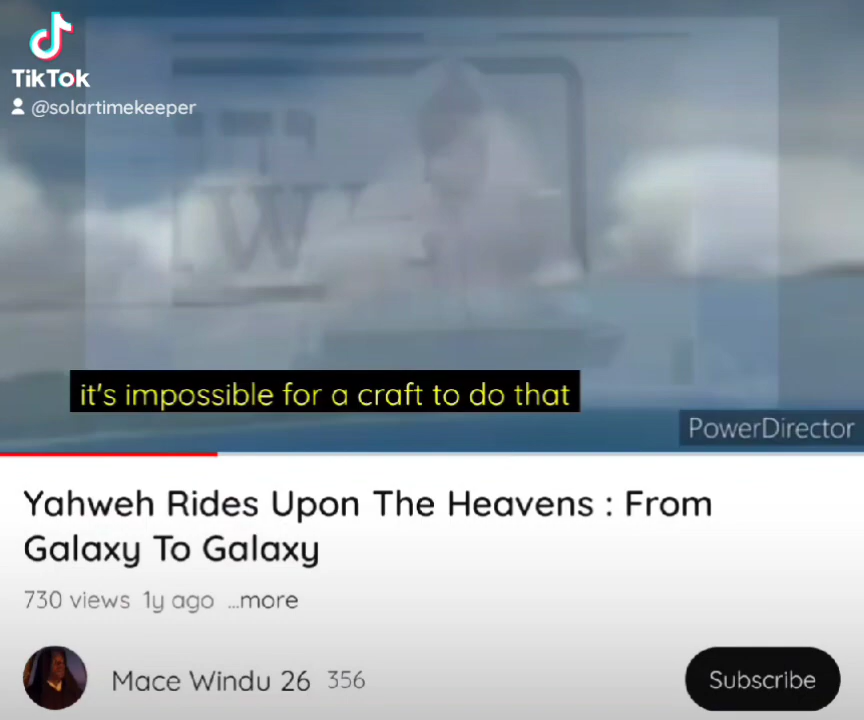 TikTok
@solartimekeeper
W
it's impossible for a craft to do that
PowerDirector
Yahweh Rides Upon The Heavens : From
Galaxy To Galaxy
730 views 1y ago ...more
Mace Windu 26 356
Subscribe